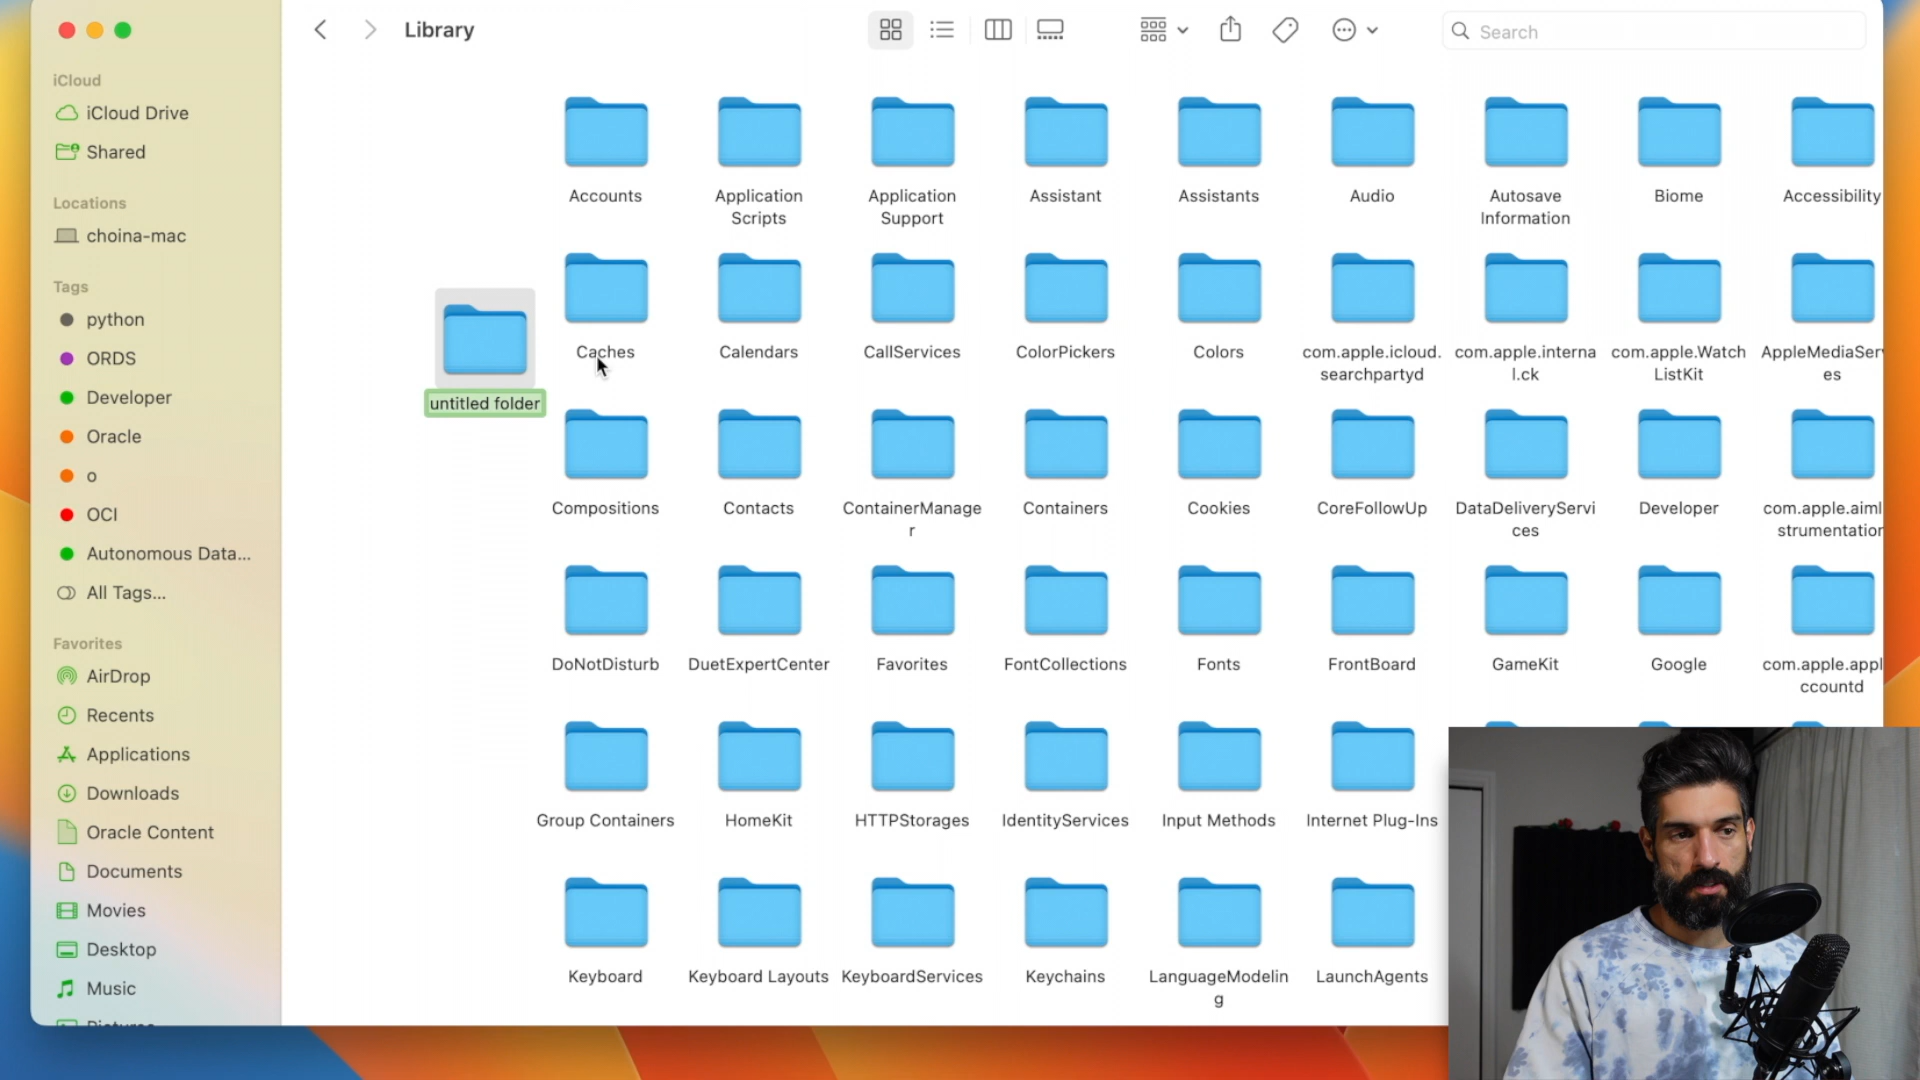 Library
Search
iCloud
iCloud Drive
Shared
Locations
choina-mac
Tags
python
ORDS
Developer
Oracle
o
OCI
Autonomous Data...
All Tags...
Favorites
AirDrop
Recents
Applications
Downloads
Oracle Content
Documents
Movies
Desktop
Music
untitled folder
Accounts
Application
Scripts
Application
Support
Assistant
Assistants
Audio
Autosave
Information
Biome
Accessibility
Caches
Calendars
CallServices
ColorPickers
Colors
com.apple.icloud.
searchpartyd
com.apple.interna
l.ck
com.apple.Watch
ListKit
AppleMediaSer
es
Compositions
Contacts
ContainerManage
r
Containers
Cookies
CoreFollowUp
DataDeliveryServi
ces
Developer
com.apple.aiml
strumentation
DoNotDisturb
DuetExpertCenter
Favorites
FontCollections
Fonts
FrontBoard
GameKit
Google
com.apple.appl
ccountd
Group Containers
HomeKit
HTTPStorages
IdentityServices
Input Methods
Internet Plug-Ins
Keyboard
Keyboard Layouts
KeyboardServices
Keychains
LanguageModelin
g
LaunchAgents